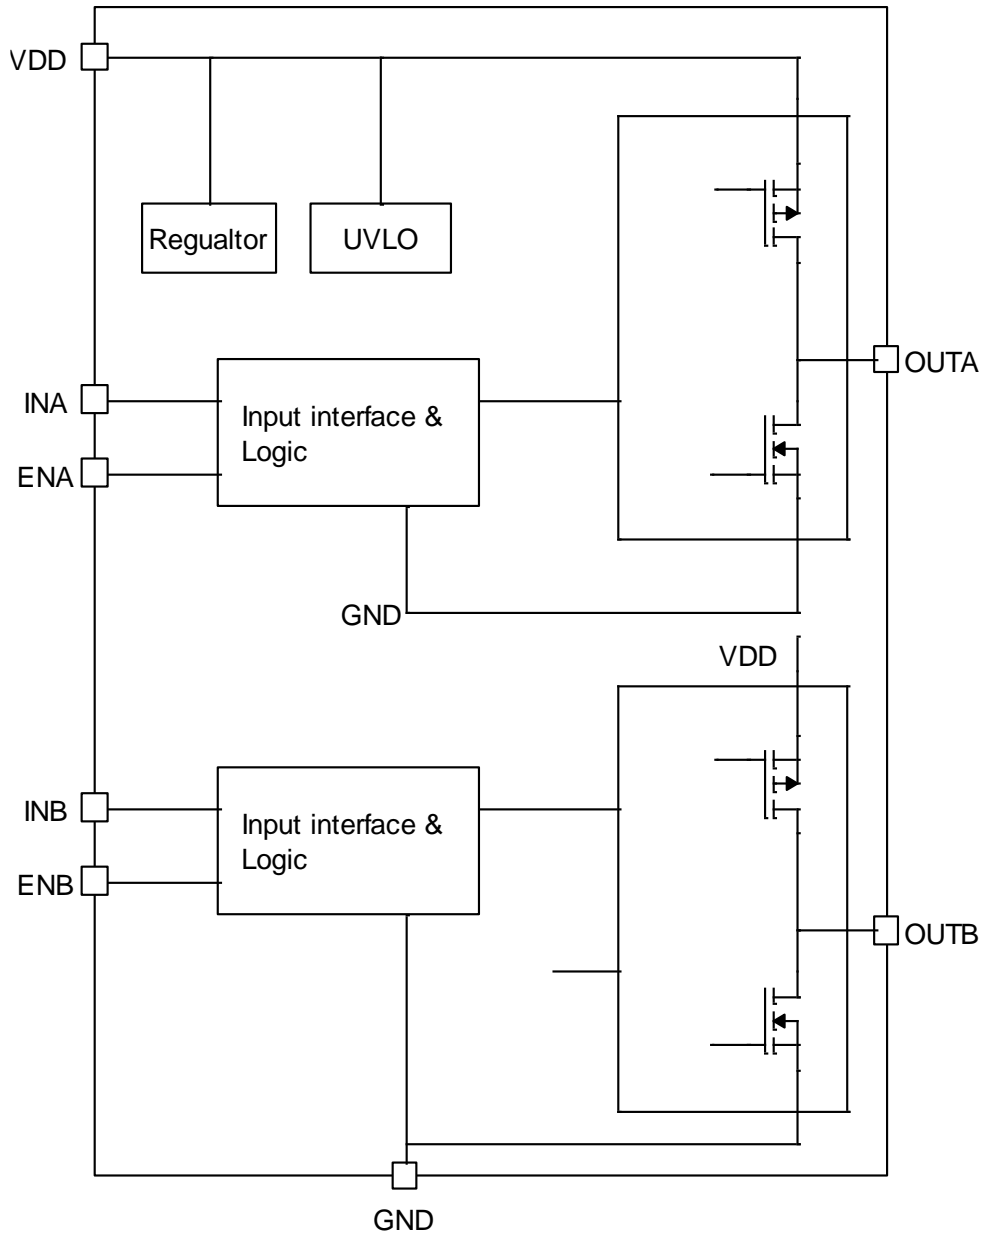 VDD
Regualtor
UVLO
OUTA
INA
Input interface &
Logic
ENA
GND
VDD
INB
Input interface &
Logic
ENB
OUTB
GND